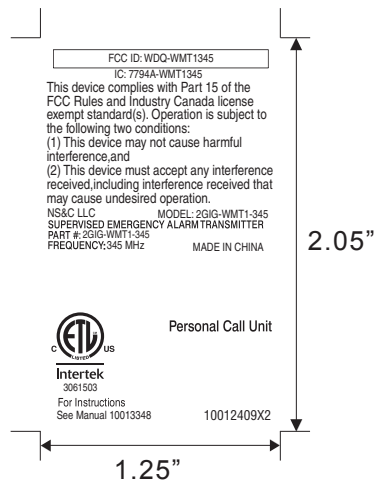 FCC ID: WDQ-WMT1345
IC: 7794A-WMT1345
This device complies with Part 15 of the
FCC Rules and Industry Canada license
exempt standard(s). Operation is subject to
the following two conditions:
(1) This device may not cause harmful
interference,and
(2) This device must accept any interference
received,including interference received that
may cause undesired operation.
NS&C LLC MODEL: 2GIG-WMT1-345
SUPERVISED EMERGENCY ALARM TRANSMITTER
PART #: 2GIG-WMT1-345
FREQUENCY;345 MHz MADE IN CHINA
2.05”
Personal Call Unit
ETL
C US
LISTED
Intertek
3061503
For Instructions
See Manual 10013348 10012409X2
1.25”